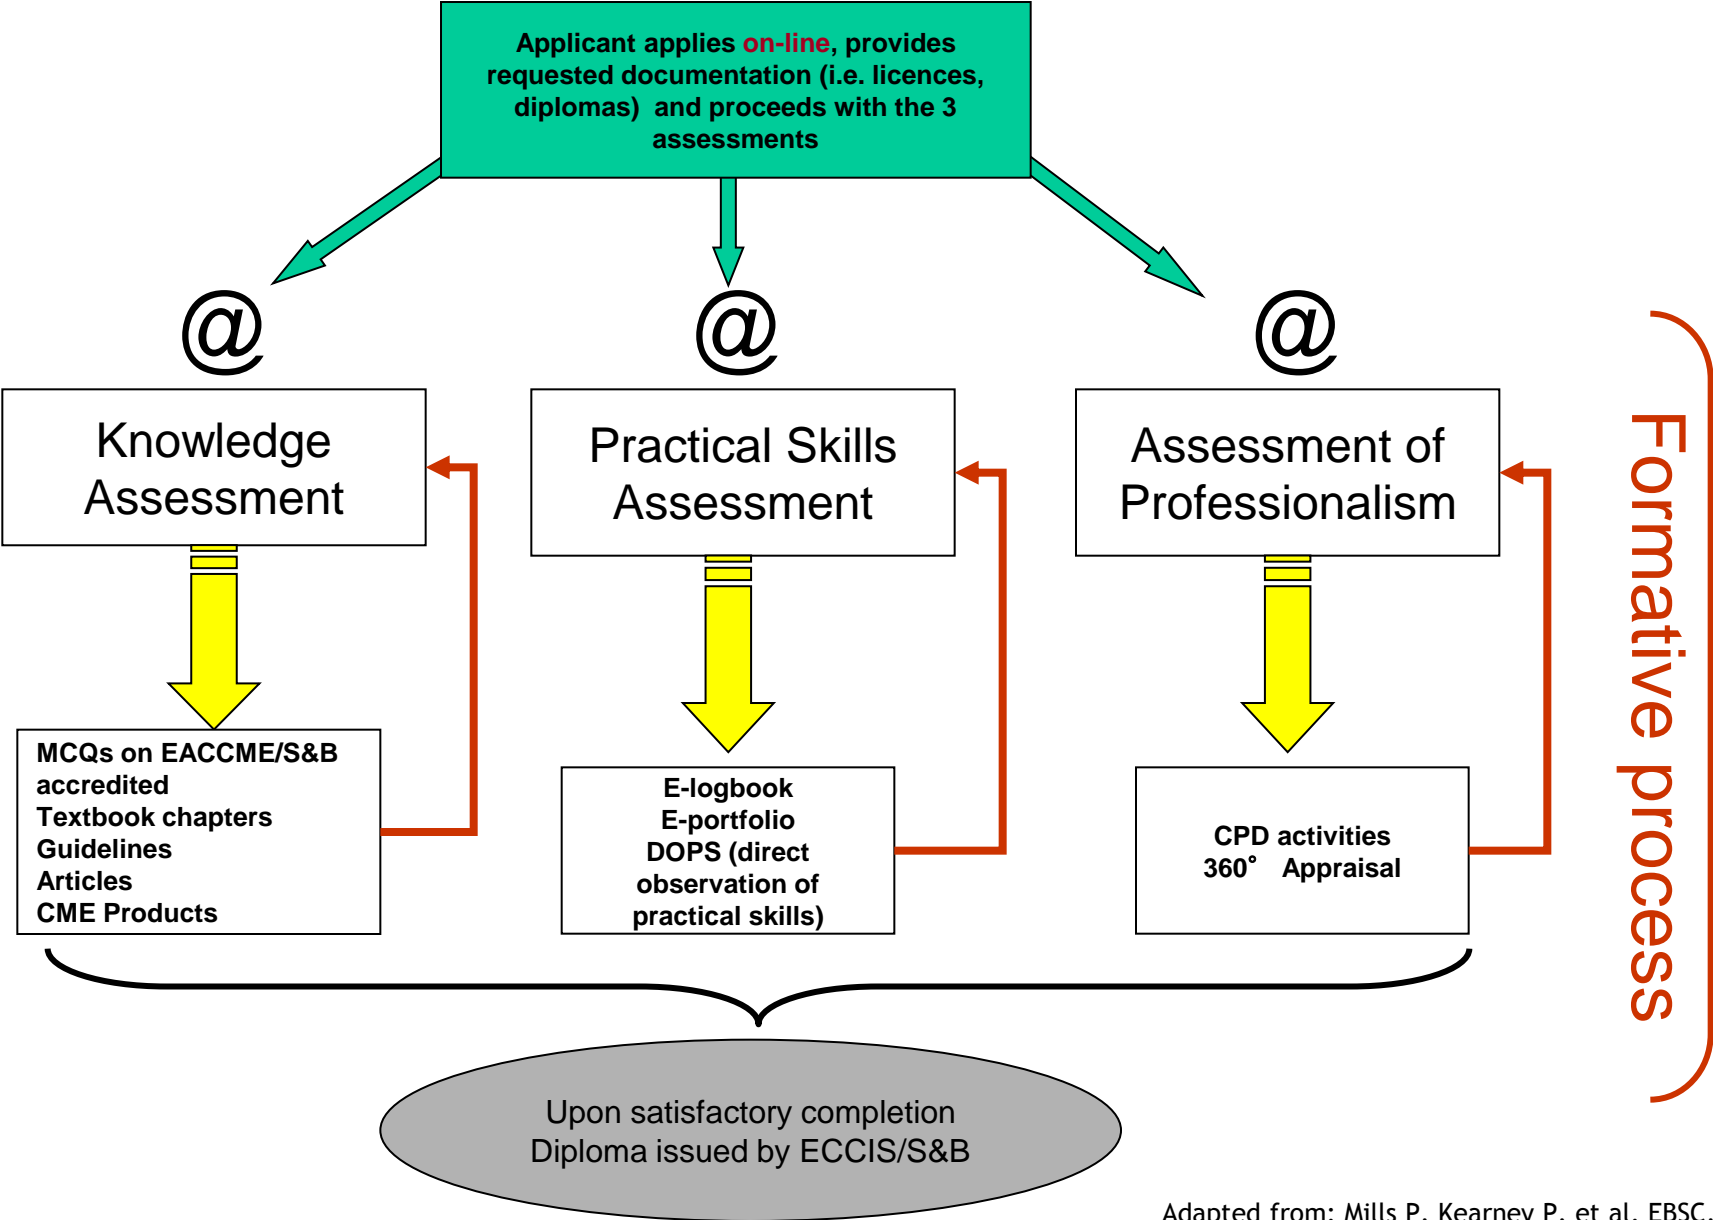 Applicant applies on-line, provides
requested documentation (i.e. licences,
diplomas) and proceeds with the 3
assessments
@
@
@
Knowledge
Assessment
Practical Skills
Assessment
Assessment of
Professionalism
MCQs on EACCME/S&B
accredited
Textbook chapters
Guidelines
Articles
CME Products
E-logbook
E-portfolio
DOPS (direct
observation of
practical skills)
CPD activities
360° Appraisal
Formative process
Upon satisfactory completion
Diploma issued by ECCIS/S&B
Adapted from: Mills P, Kearney P, et al. EBSC.